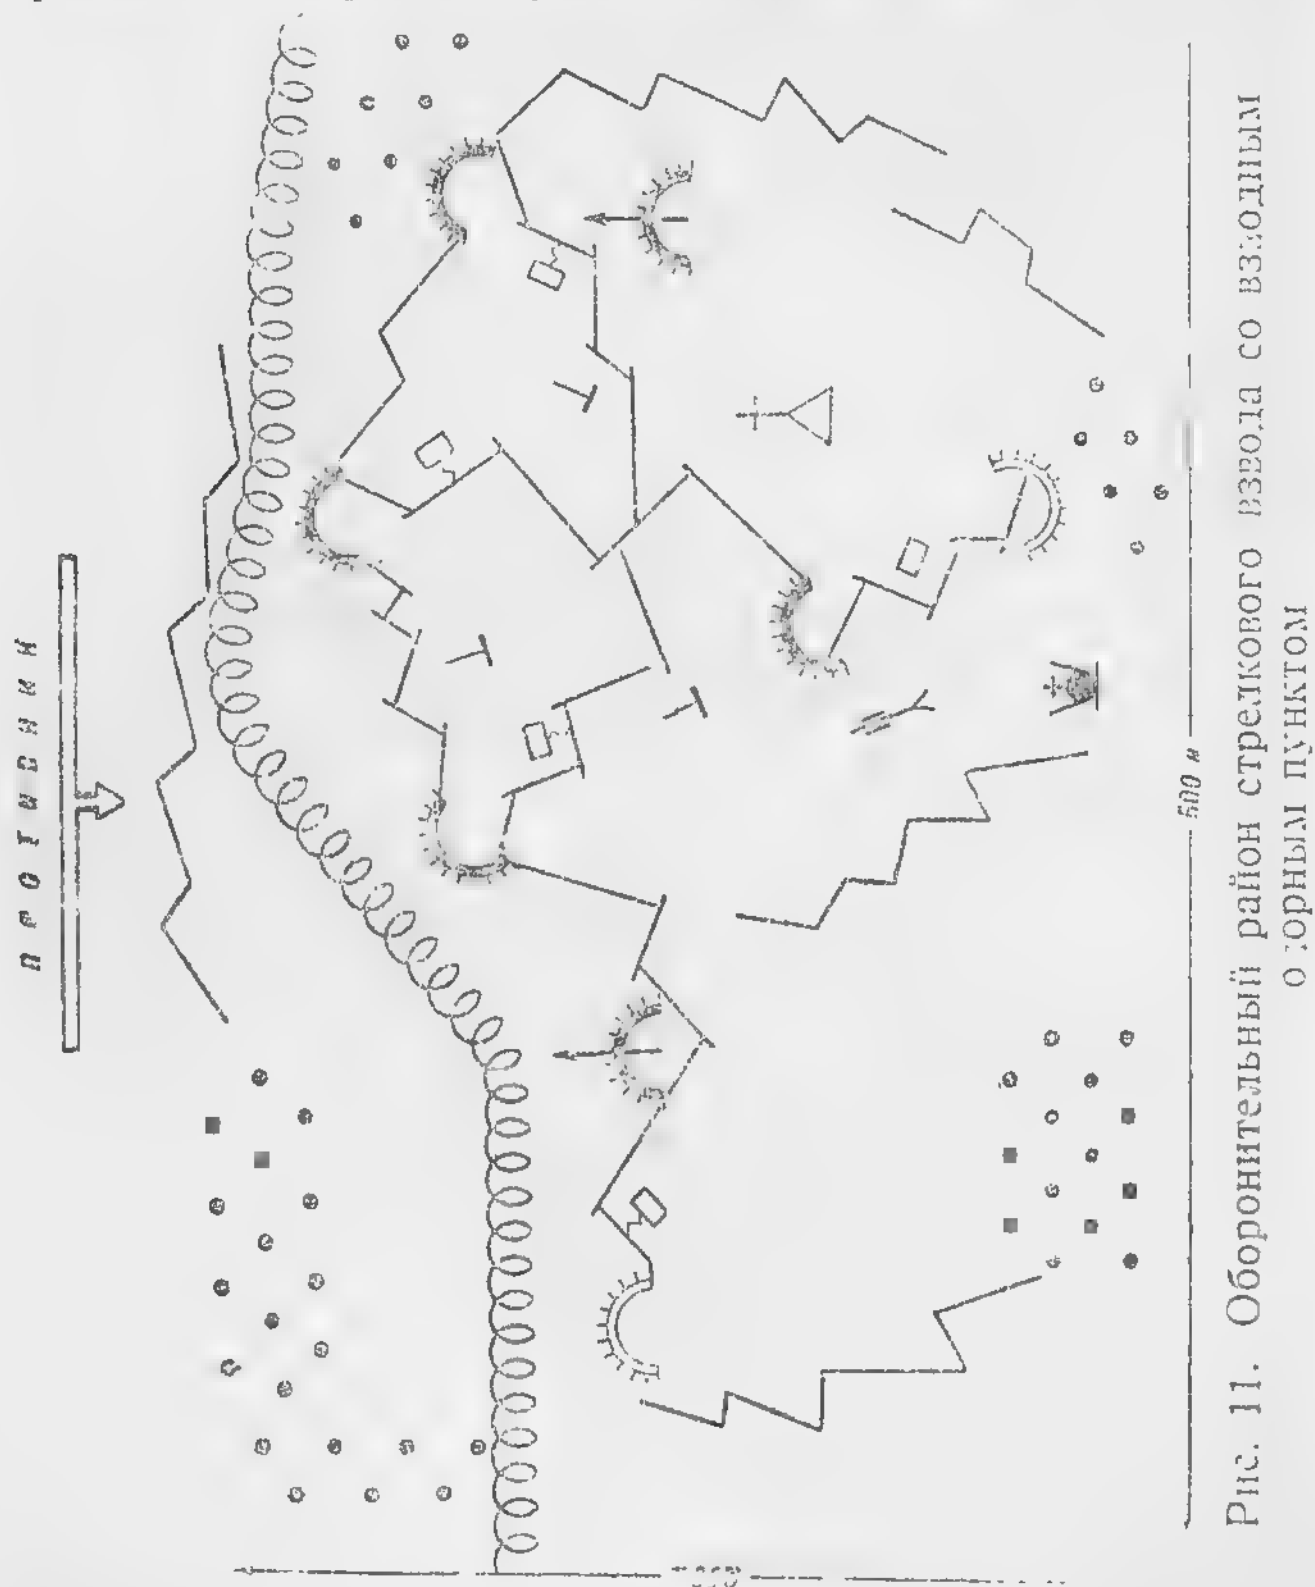 ПРОТИВНИК
500 м
Рис. 11. Оборонительный район стрелкового взвода со взводным
опорным пунктом